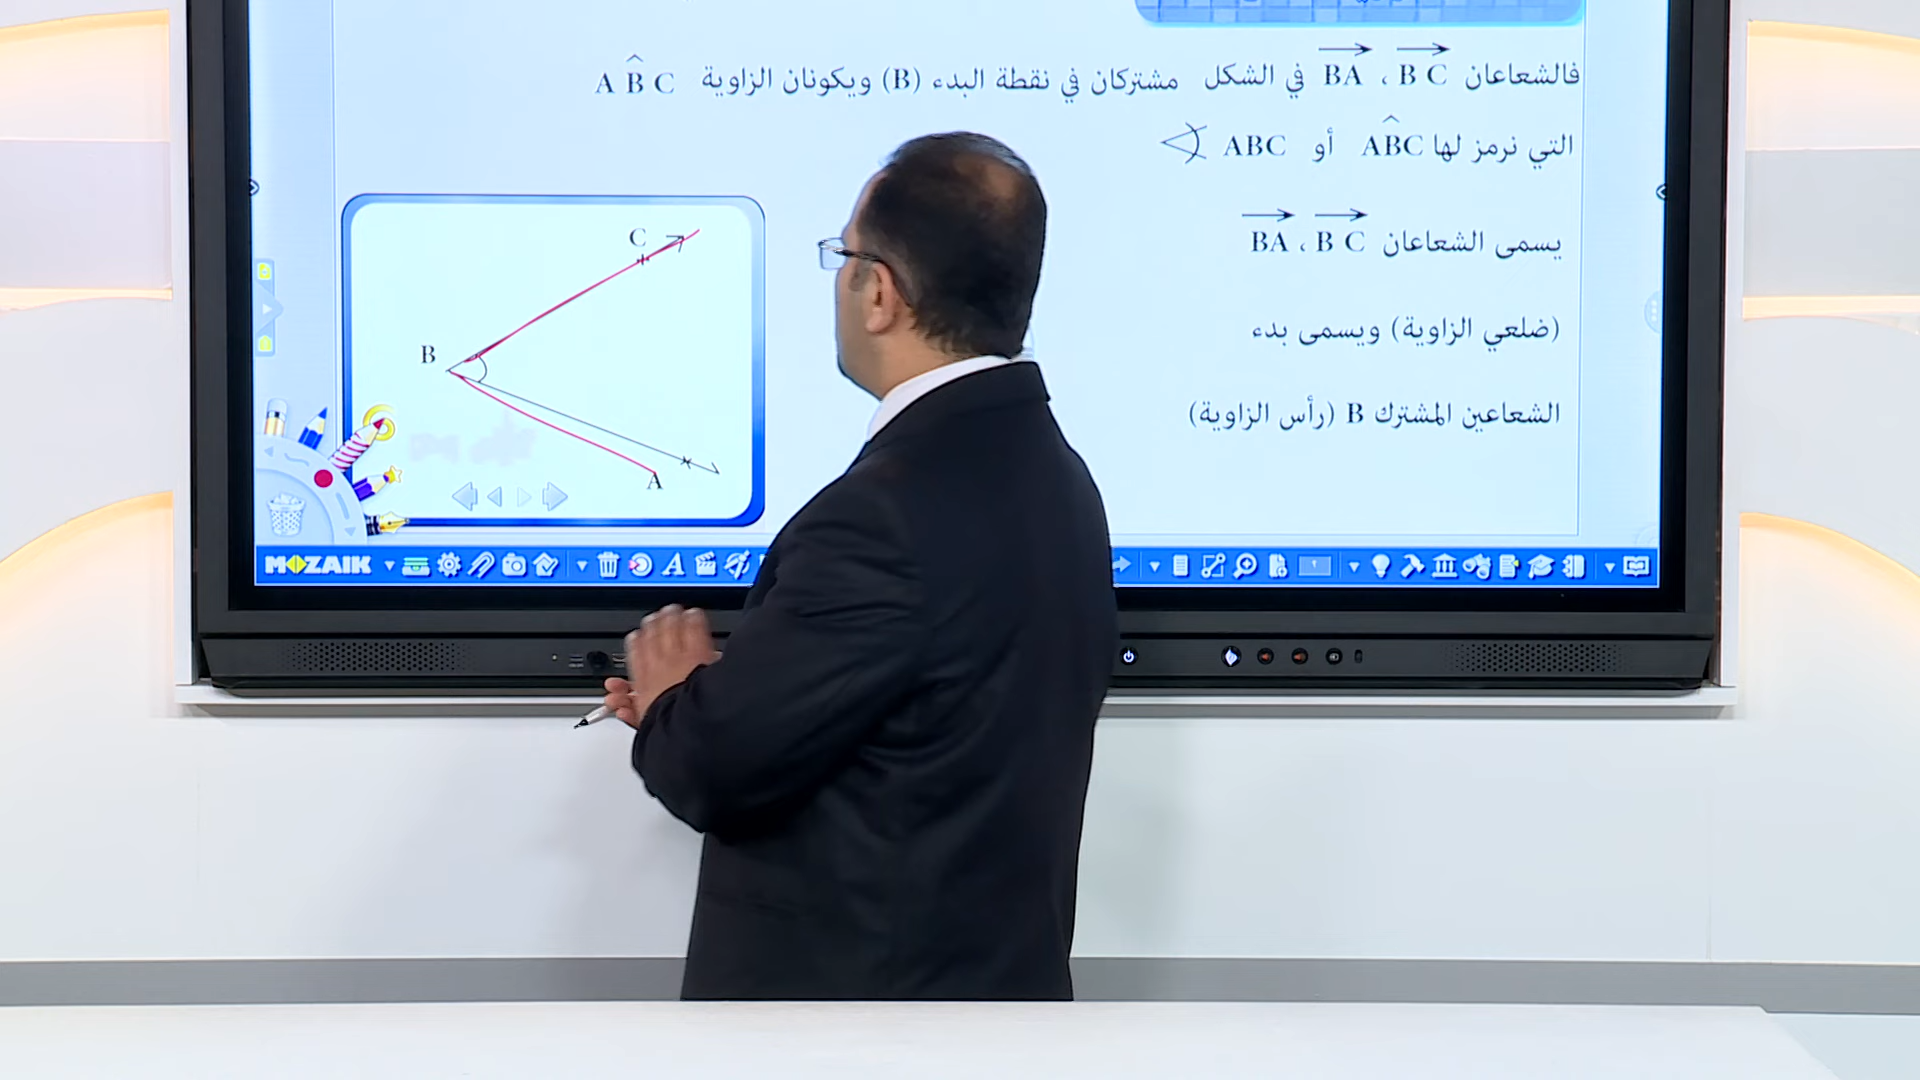 فالشعاعان BA ، BC في الشكل مشتركان في نقطة البدء (B) ويكونان الزاوية ABC
التي نرمز لها ABC أو ABC
يسمى الشعاعان BA ، BC
(ضلعي الزاوية) ويسمى بدء
الشعاعين المشترك B (رأس الزاوية)
C
B
A
MOZAIK
A
١